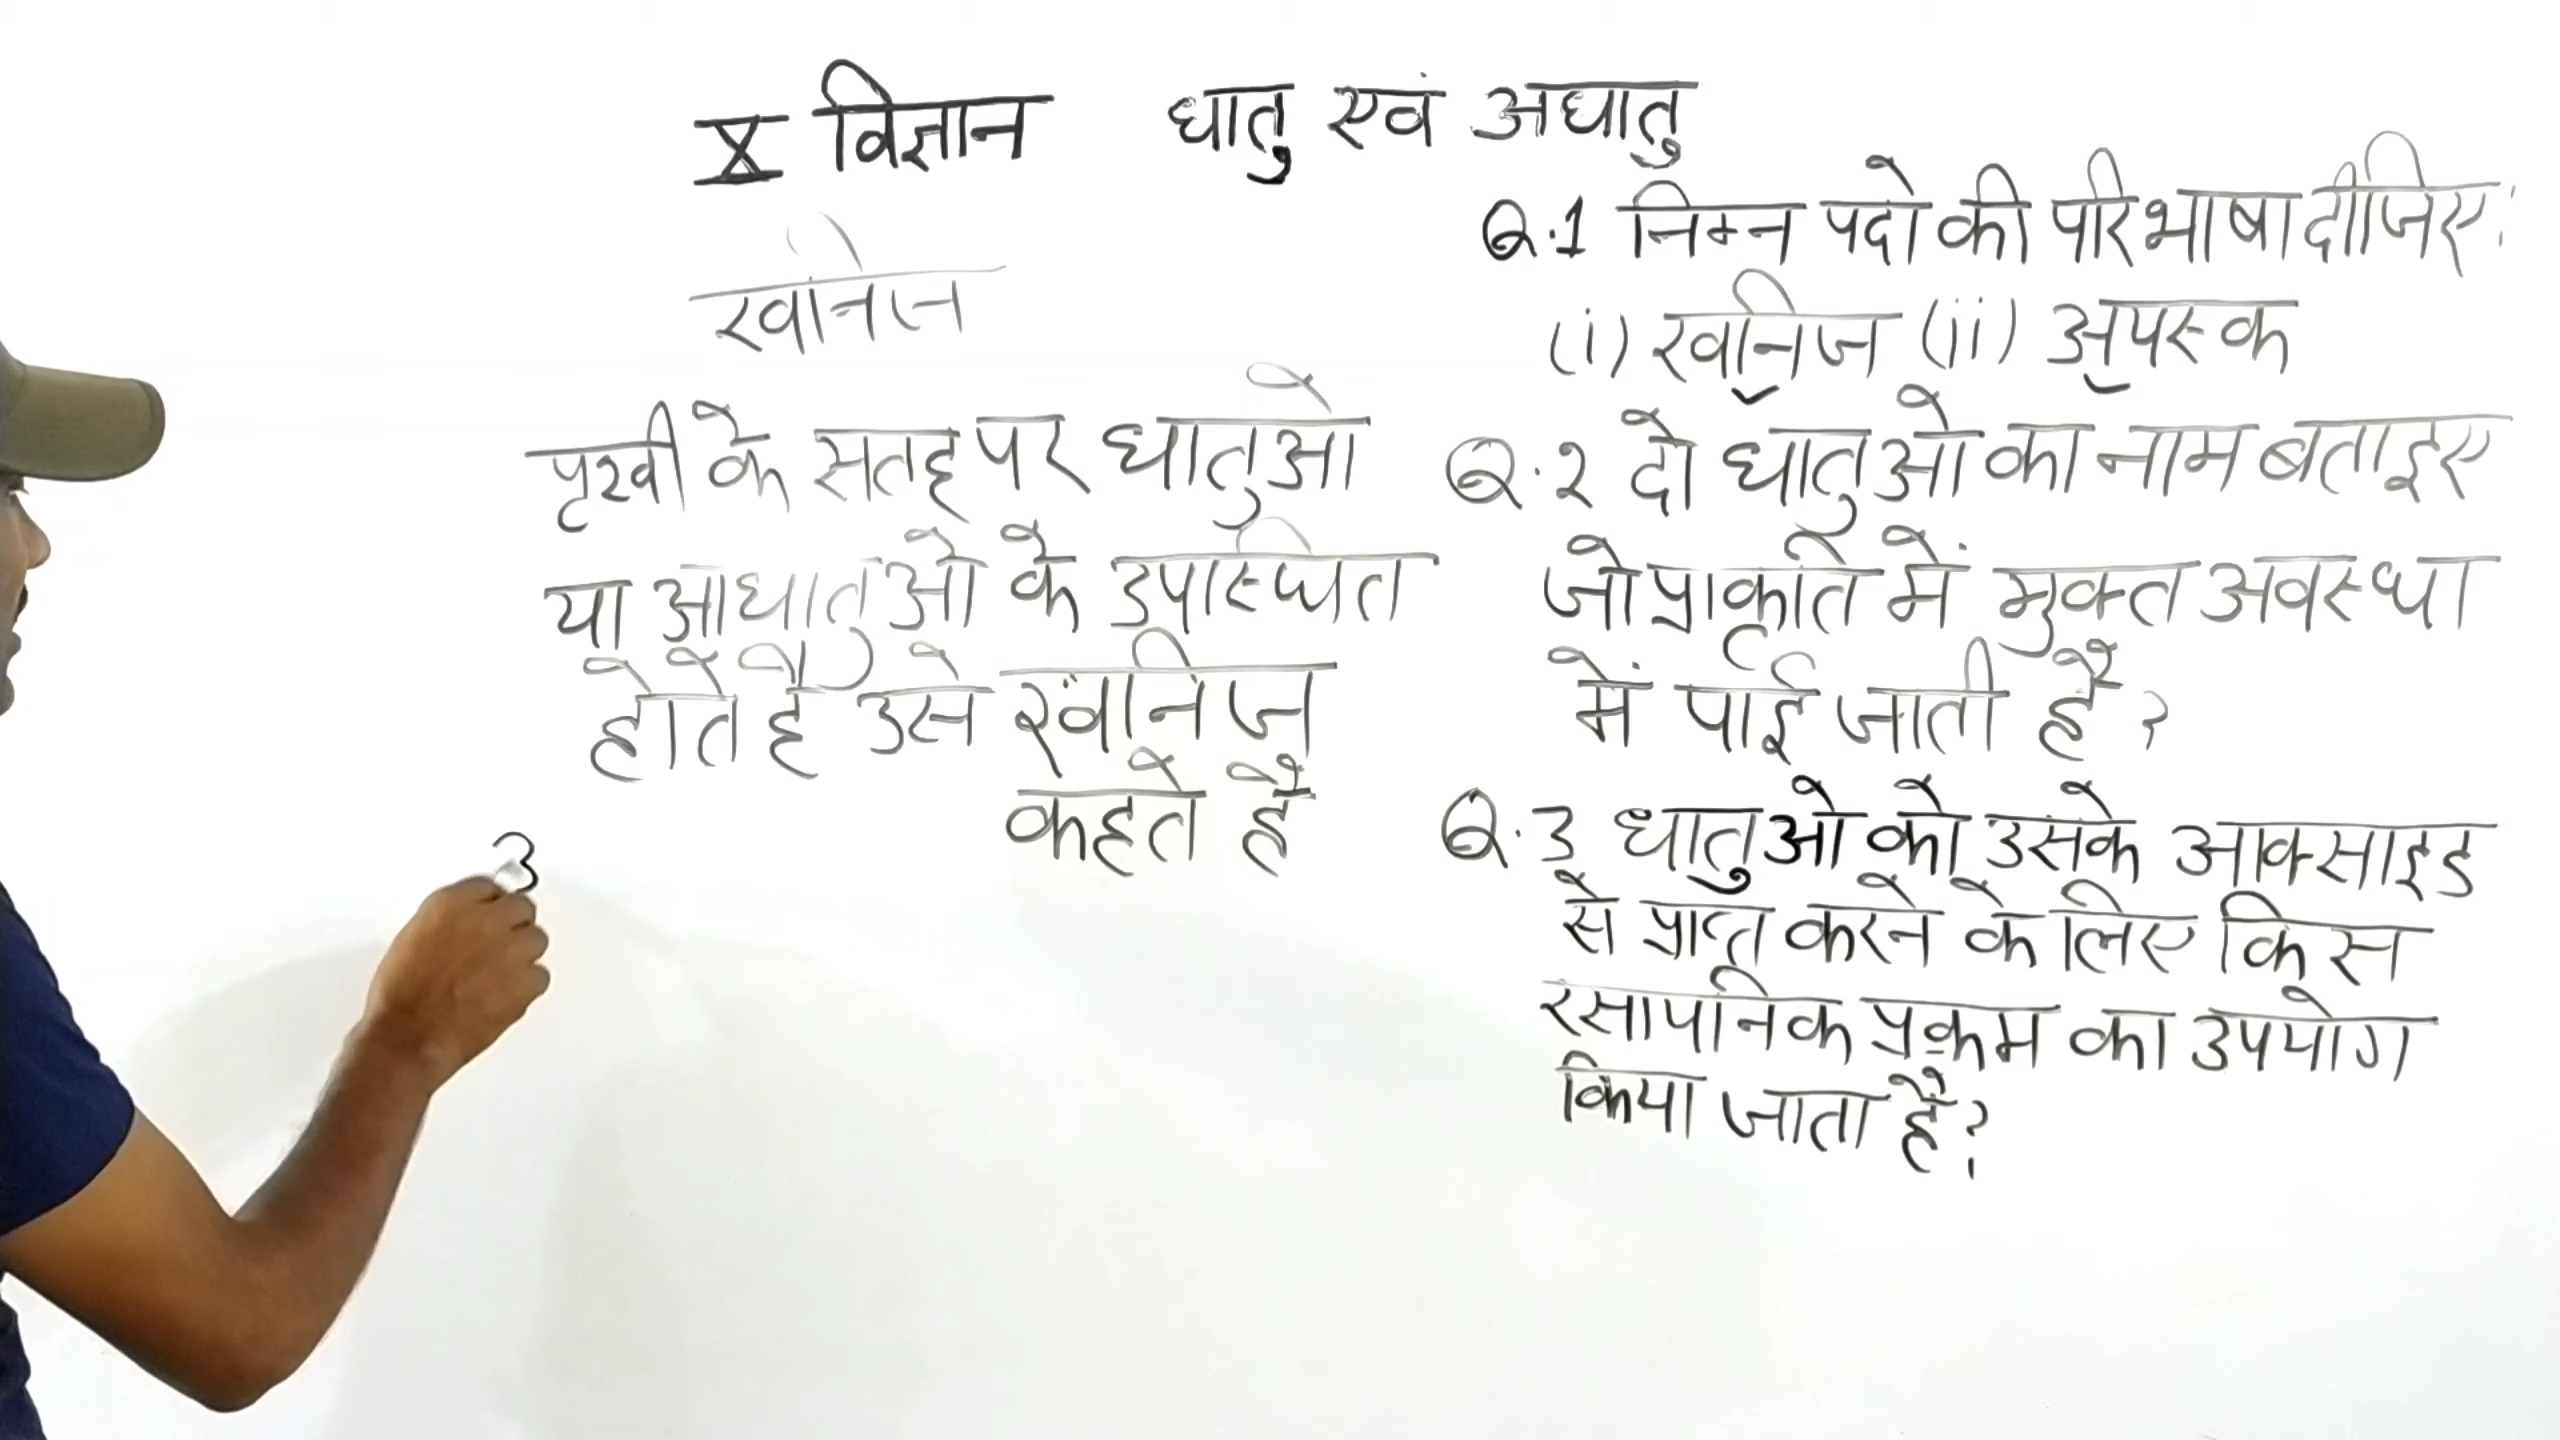 X विज्ञान धातु एवं अधातु
खनिज
पृथ्वी के सतह पर धातुओ
या आधातुओ के उपस्थित
होते है उसे खनिज
कहते है
3
Q.1 निम्न पदो की परिभाषा दीजिए:
(i) खनिज (ii) अयस्क
Q.2 दो धातुओ का नाम बताइए
जो प्राकृति में मुक्त अवस्था
में पाई जाती है?
Q.3 धातुओ को उसके आक्साइड
से प्राप्त करने के लिए किस
रसायनिक प्रक्रम का उपयोग
किया जाता है?